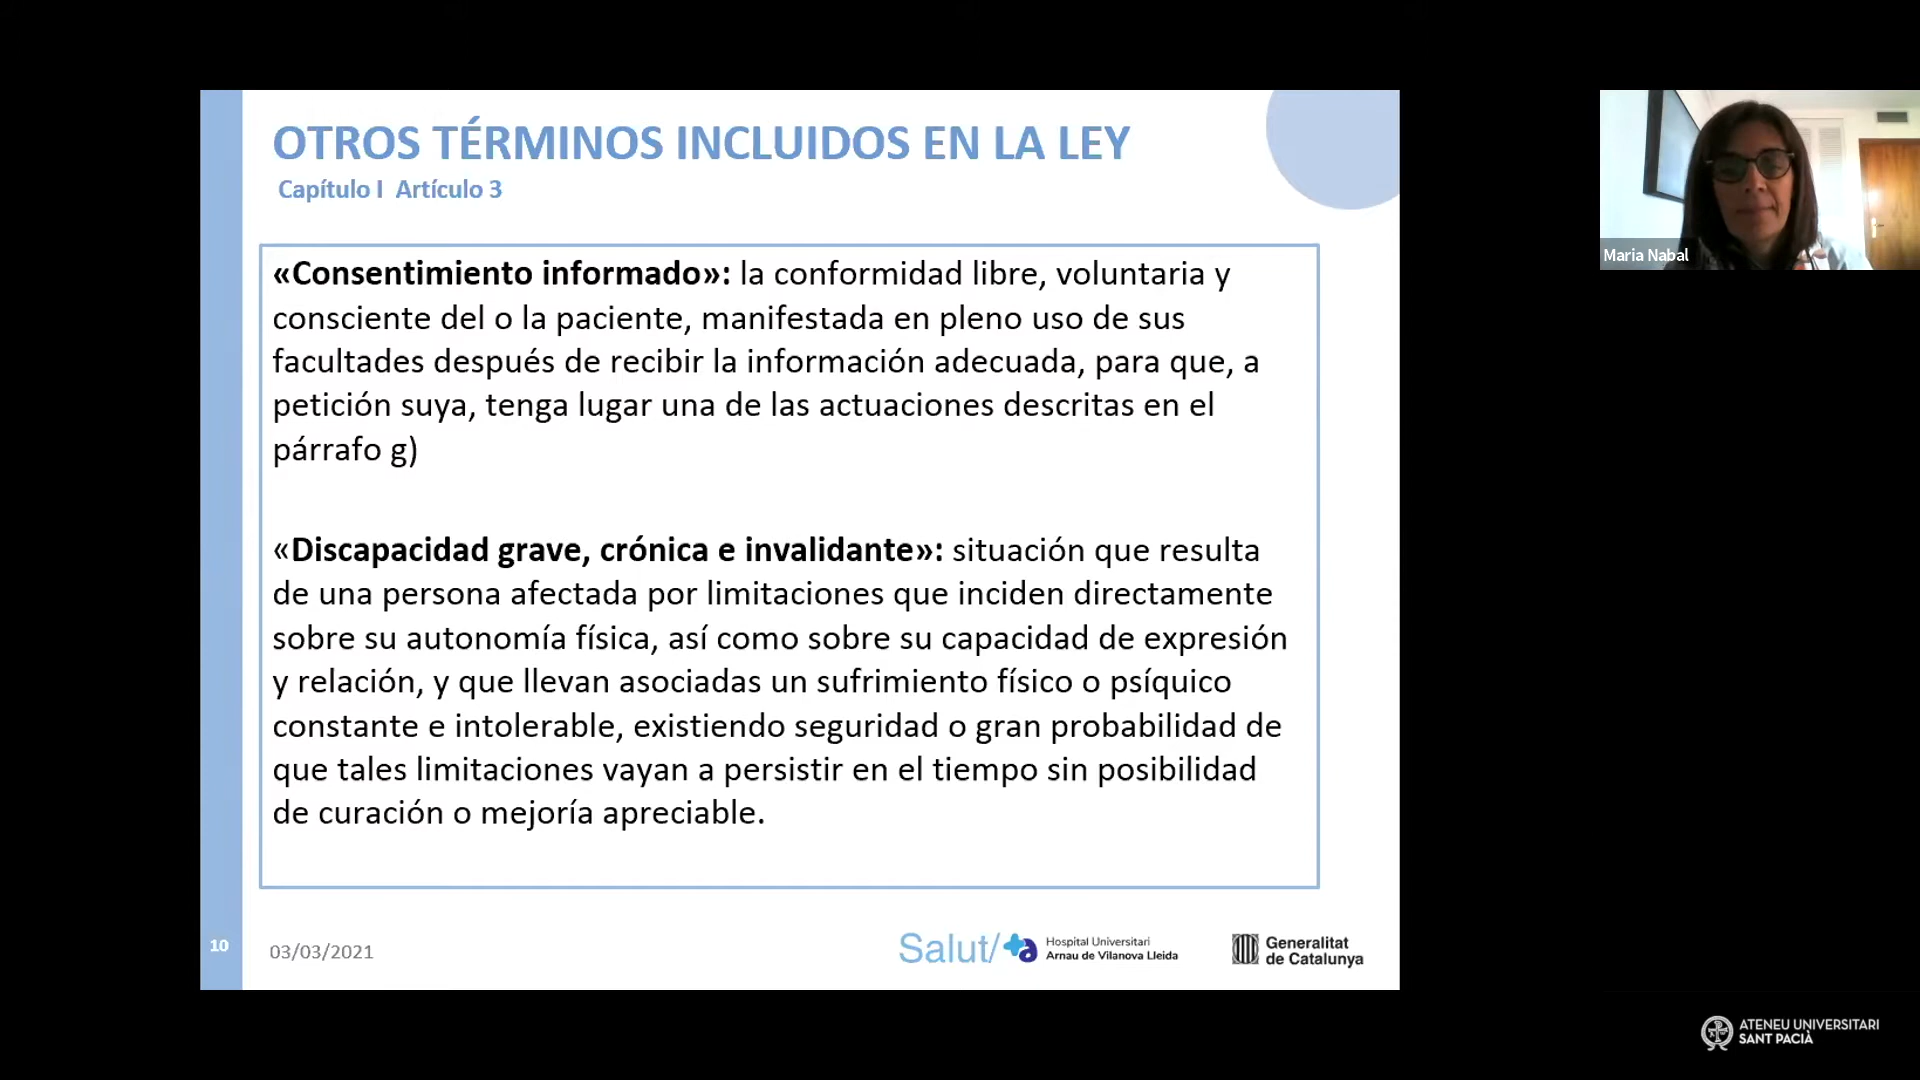 OTROS TÉRMINOS INCLUIDOS EN LA LEY
Capítulo I Artículo 3
«Consentimiento informado»: la conformidad libre, voluntaria y
consciente del o la paciente, manifestada en pleno uso de sus
facultades después de recibir la información adecuada, para que, a
petición suya, tenga lugar una de las actuaciones descritas en el
párrafo g)
«Discapacidad grave, crónica e invalidante»: situación que resulta
de una persona afectada por limitaciones que inciden directamente
sobre su autonomía física, así como sobre su capacidad de expresión
y relación, y que llevan asociadas un sufrimiento físico o psíquico
constante e intolerable, existiendo seguridad o gran probabilidad de
que tales limitaciones vayan a persistir en el tiempo sin posibilidad
de curación o mejoría apreciable.
10
03/03/2021
Salut/
Hospital Universitari
Arnau de Vilanova Lleida
Generalitat
de Catalunya
Maria Nabal
ATENEU UNIVERSITARI
SANT PACIÀ